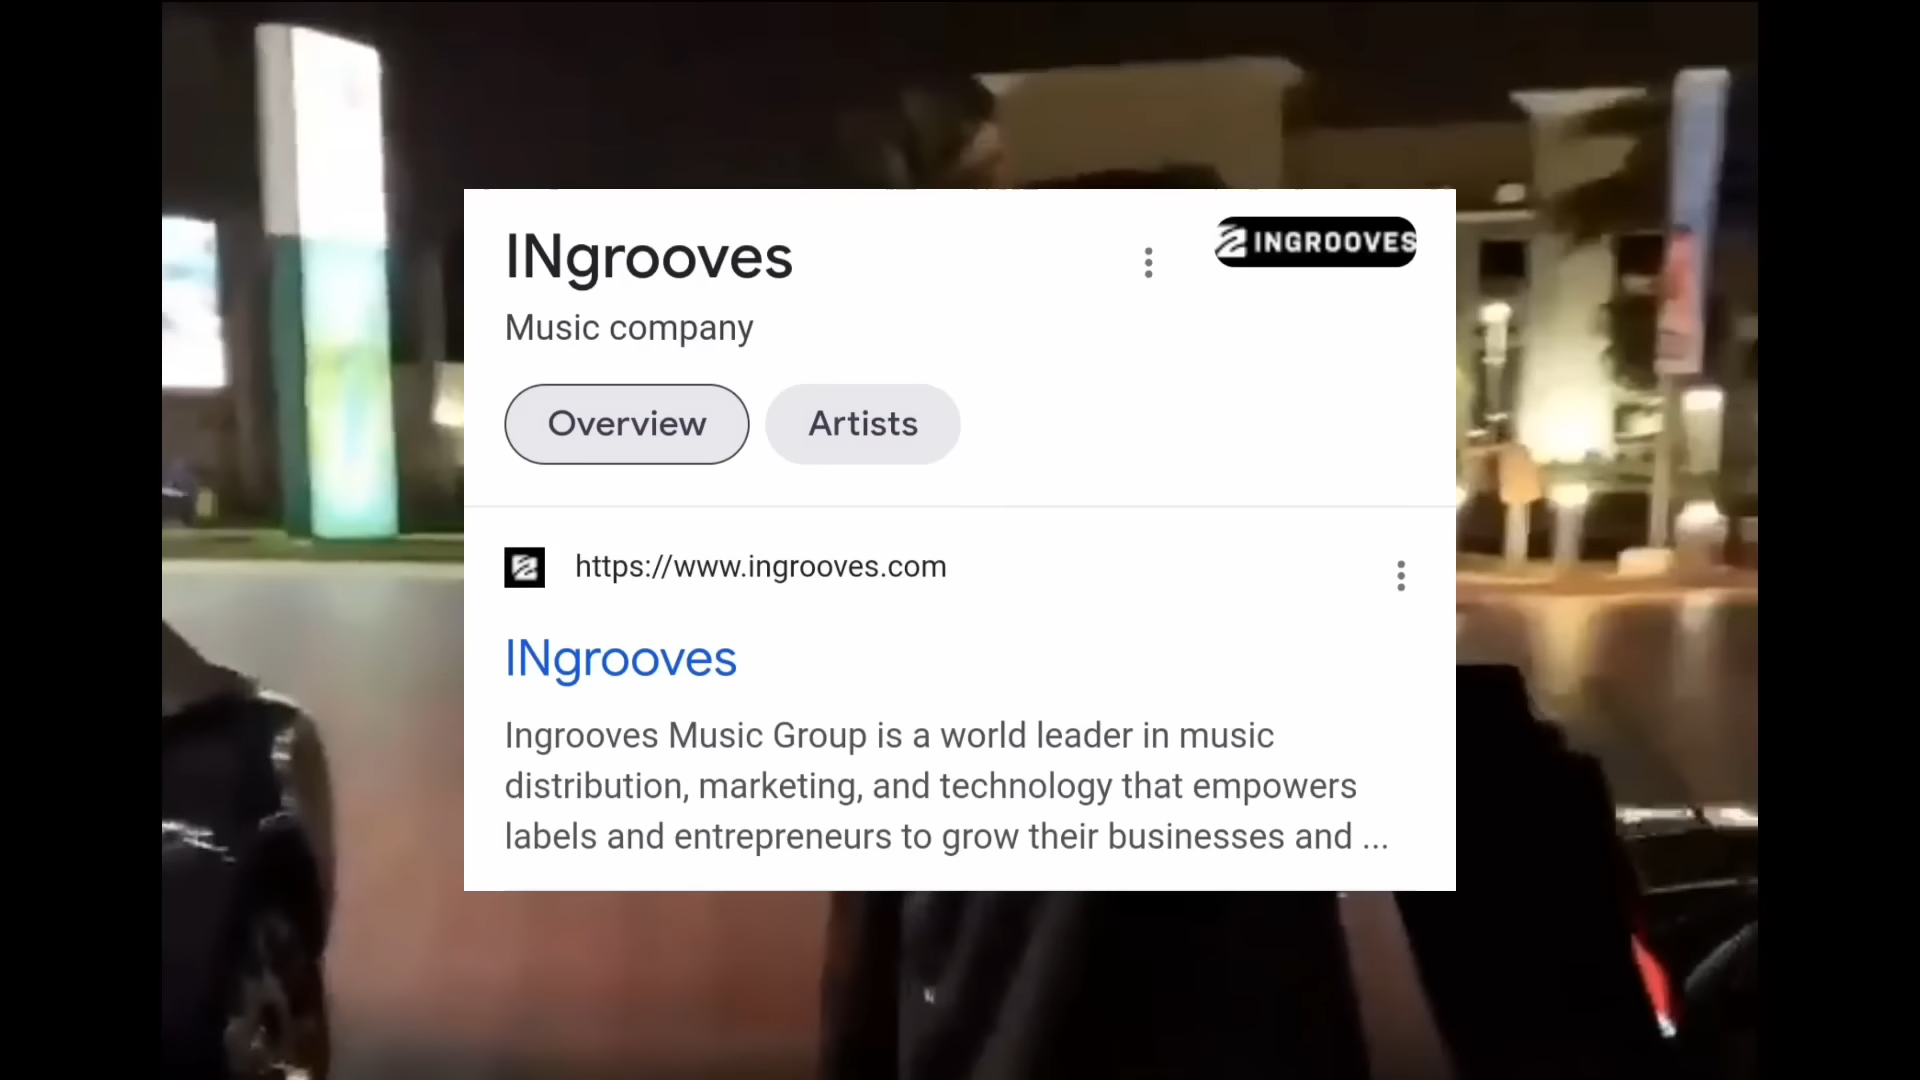 INgrooves
INGROOVES
Music company
Overview
Artists
https://www.ingrooves.com
INgrooves
Ingrooves Music Group is a world leader in music
distribution, marketing, and technology that empowers
labels and entrepreneurs to grow their businesses and ...